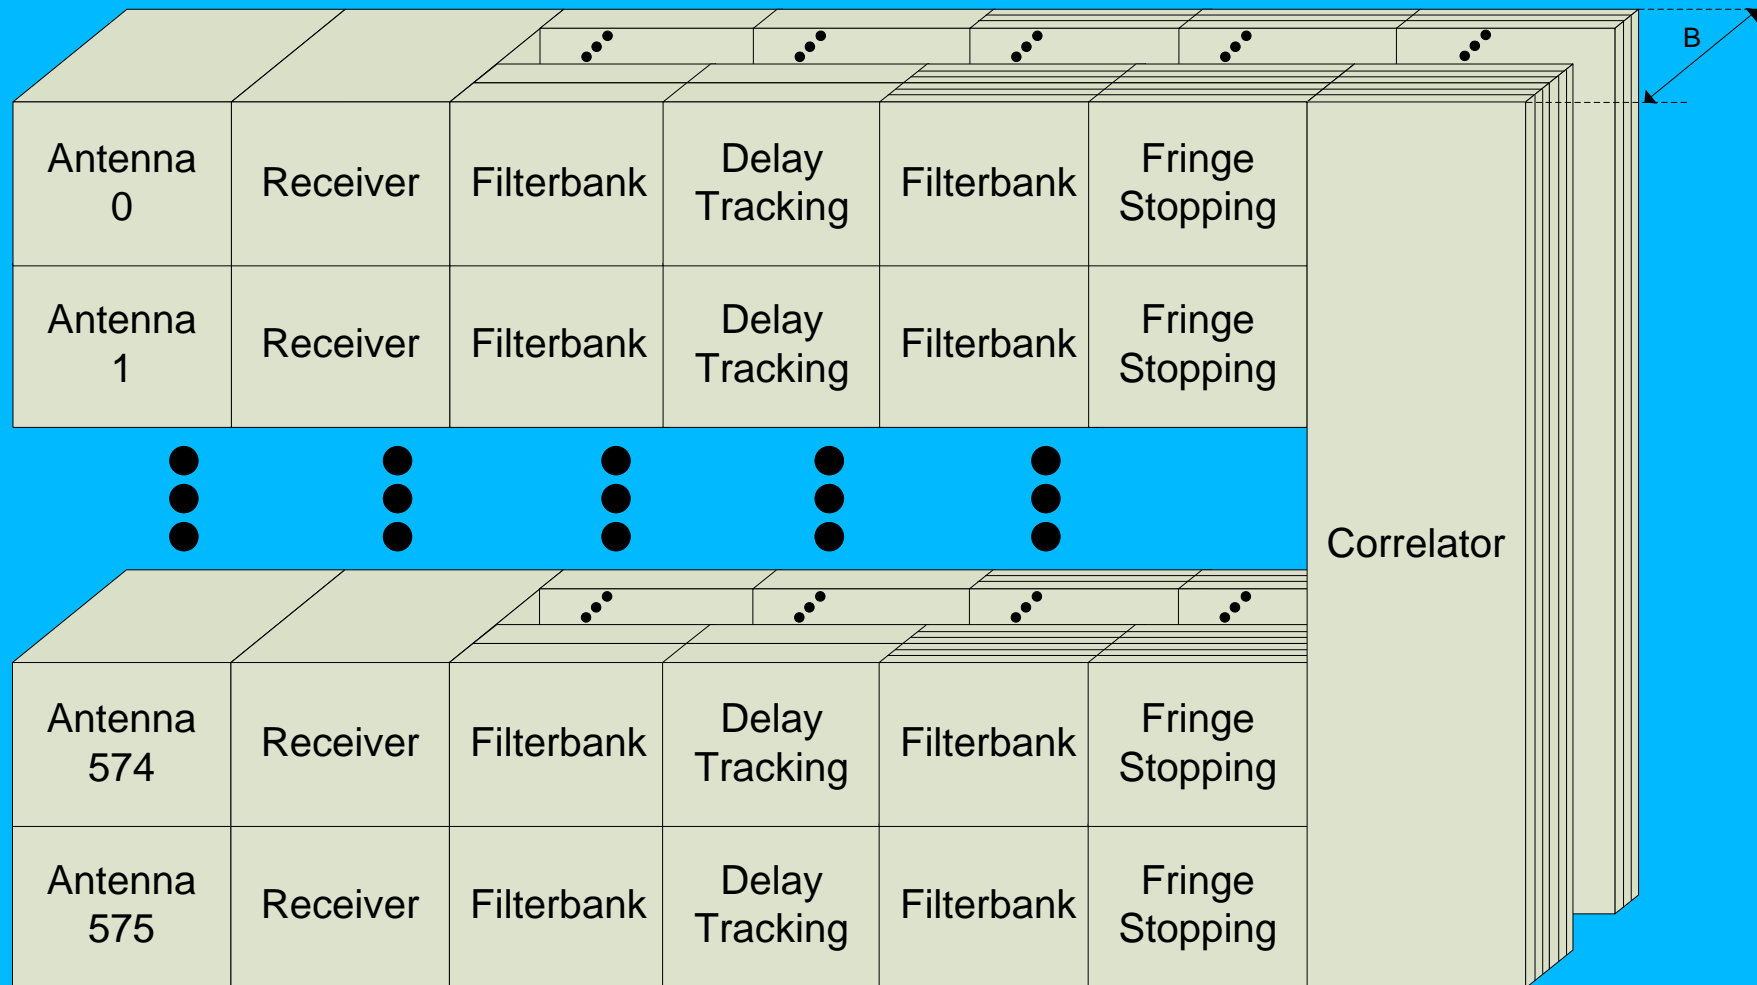 B
Antenna
0
Receiver
Filterbank
Delay
Tracking
Filterbank
Fringe
Stopping
Antenna
1
Receiver
Filterbank
Delay
Tracking
Filterbank
Fringe
Stopping
Correlator
Antenna
574
Receiver
Filterbank
Delay
Tracking
Filterbank
Fringe
Stopping
Antenna
575
Receiver
Filterbank
Delay
Tracking
Filterbank
Fringe
Stopping